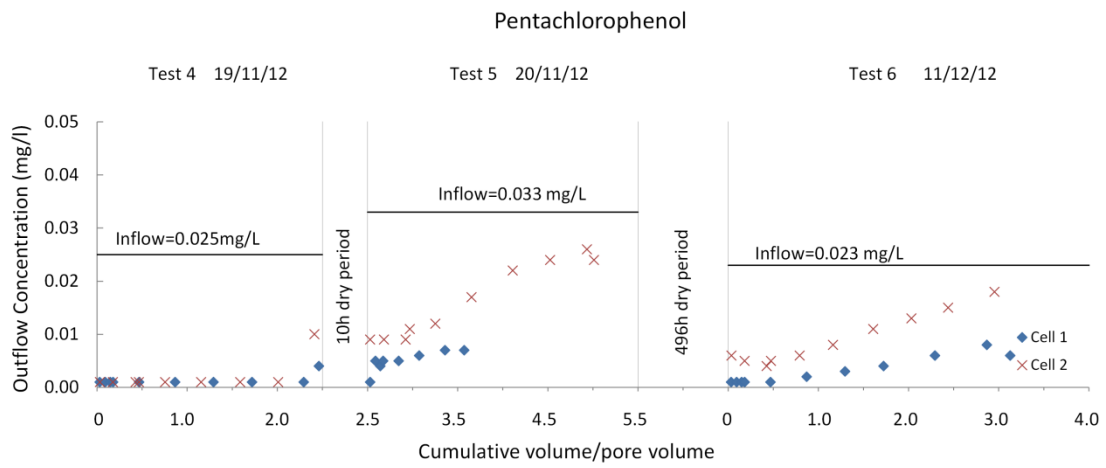 Pentachlorophenol
Test 4 19/11/12
Test 5 20/11/12
Test 6 11/12/12
Outflow Concentration (mg/l)
0.05
0.04
0.03
0.02
0.01
0.00
Inflow=0.025mg/L
10h dry period
Inflow=0.033 mg/L
496h dry period
Inflow=0.023 mg/L
Cell 1
Cell 2
0 1.0 2.0 2.5 3.5 4.5 5.5 0 1.0 2.0 3.0 4.0
Cumulative volume/pore volume